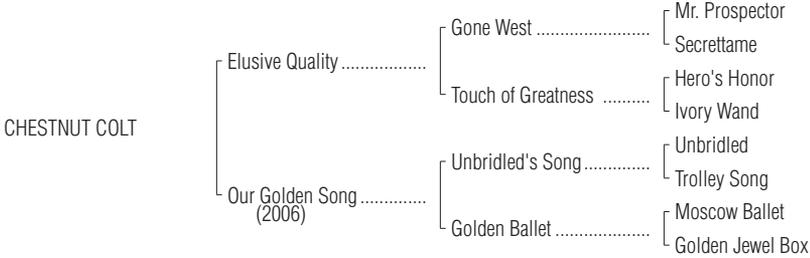 Mr. Prospector
Gone West .......................
Secrettame
Elusive Quality ..................
Hero's Honor
Touch of Greatness ..........
Ivory Wand
CHESTNUT COLT
Unbridled
Unbridled's Song..............
Trolley Song
Our Golden Song ..............
(2006)
Moscow Ballet
Golden Ballet ....................
Golden Jewel Box